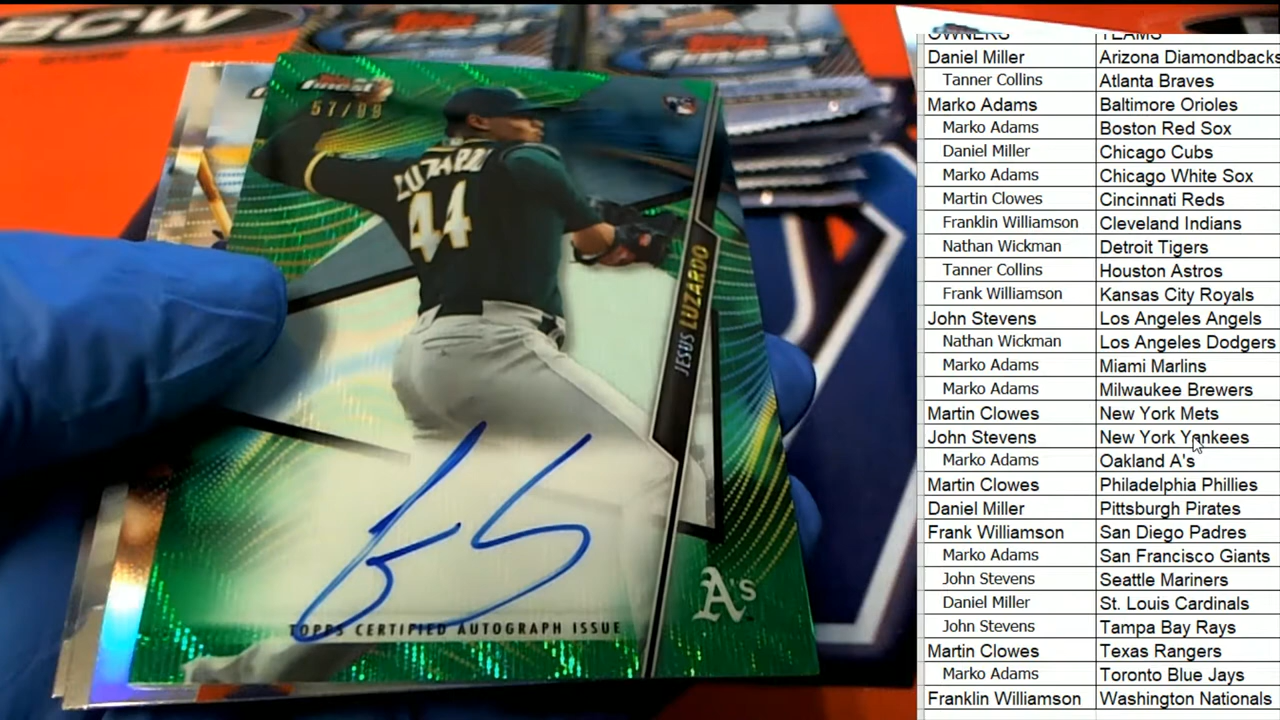 BCW
Topps
finest
finest
57/99
LUZARDO
44
JESUS LUZARDO
A's
TOPPS CERTIFIED AUTOGRAPH ISSUE
OWNERS TEAMS
Daniel Miller Arizona Diamondbacks
Tanner Collins Atlanta Braves
Marko Adams Baltimore Orioles
Marko Adams Boston Red Sox
Daniel Miller Chicago Cubs
Marko Adams Chicago White Sox
Martin Clowes Cincinnati Reds
Franklin Williamson Cleveland Indians
Nathan Wickman Detroit Tigers
Tanner Collins Houston Astros
Frank Williamson Kansas City Royals
John Stevens Los Angeles Angels
Nathan Wickman Los Angeles Dodgers
Marko Adams Miami Marlins
Marko Adams Milwaukee Brewers
Martin Clowes New York Mets
John Stevens New York Yankees
Marko Adams Oakland A's
Martin Clowes Philadelphia Phillies
Daniel Miller Pittsburgh Pirates
Frank Williamson San Diego Padres
Marko Adams San Francisco Giants
John Stevens Seattle Mariners
Daniel Miller St. Louis Cardinals
John Stevens Tampa Bay Rays
Martin Clowes Texas Rangers
Marko Adams Toronto Blue Jays
Franklin Williamson Washington Nationals